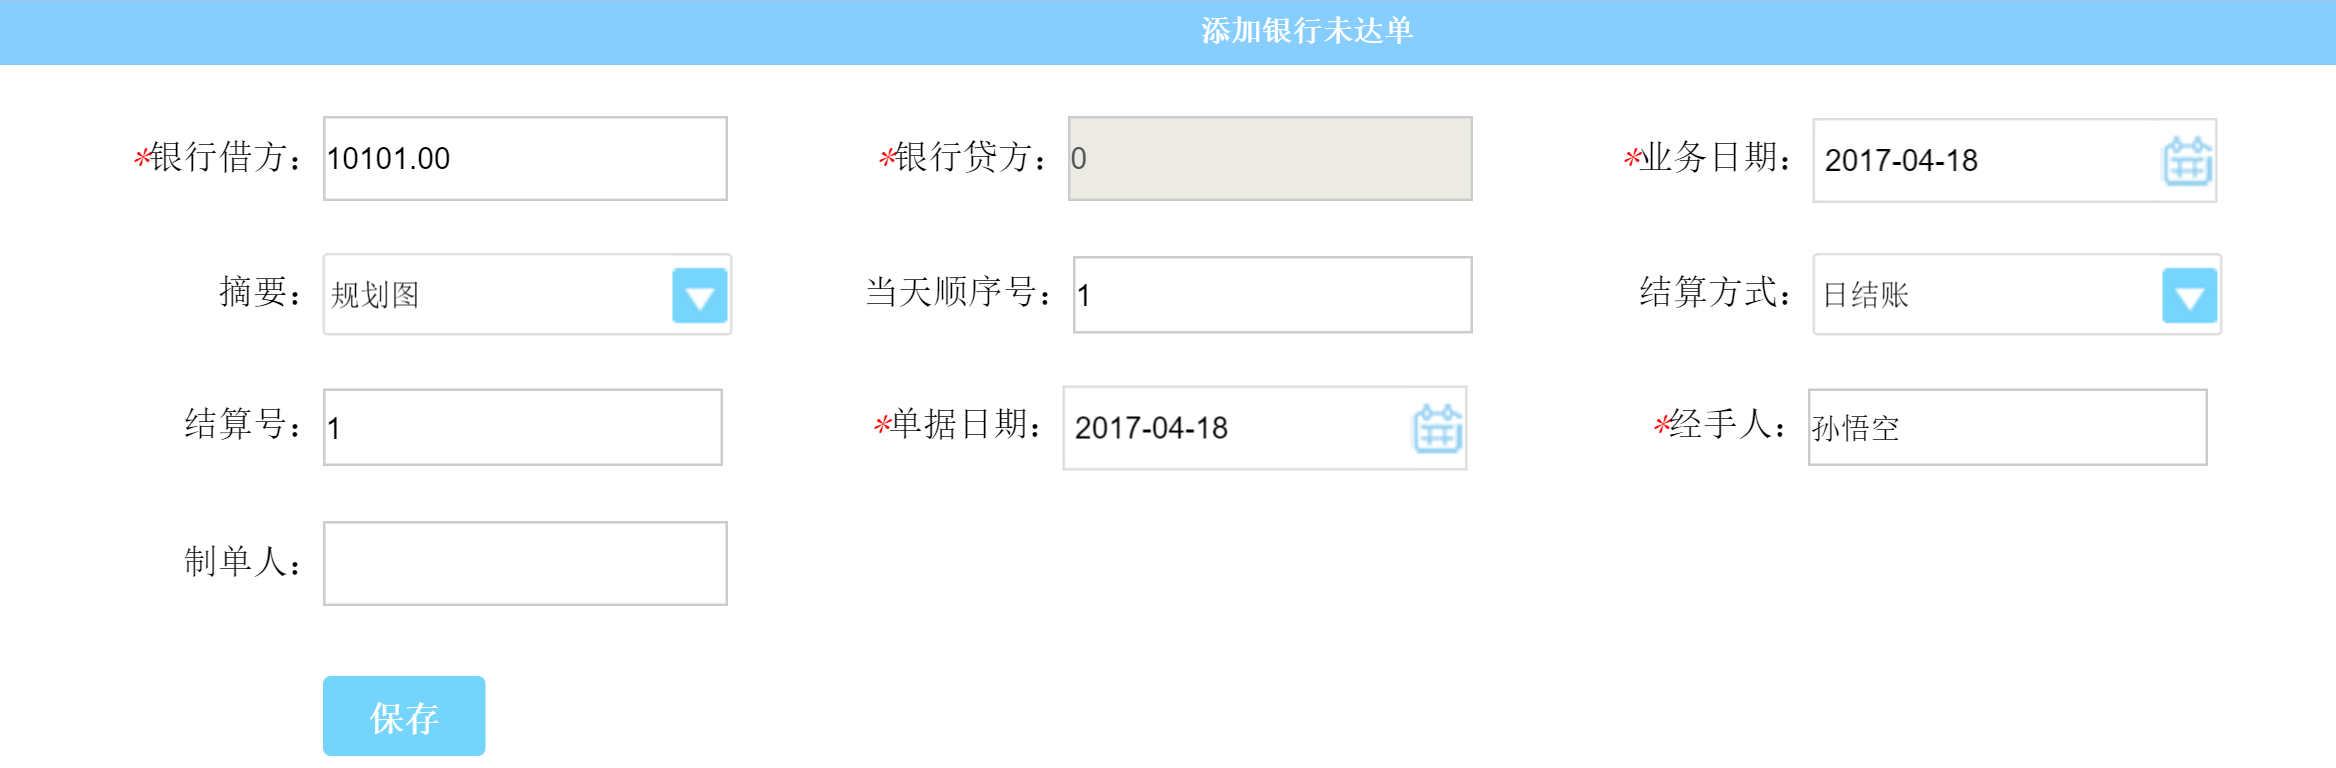 添加银行未达单
*银行借方： 10101.00 *银行贷方： 0 *业务日期： 2017-04-18
摘要： 规划图 当天顺序号： 1 结算方式： 日结账
结算号： 1 *单据日期： 2017-04-18 *经手人： 孙悟空
制单人：
保存